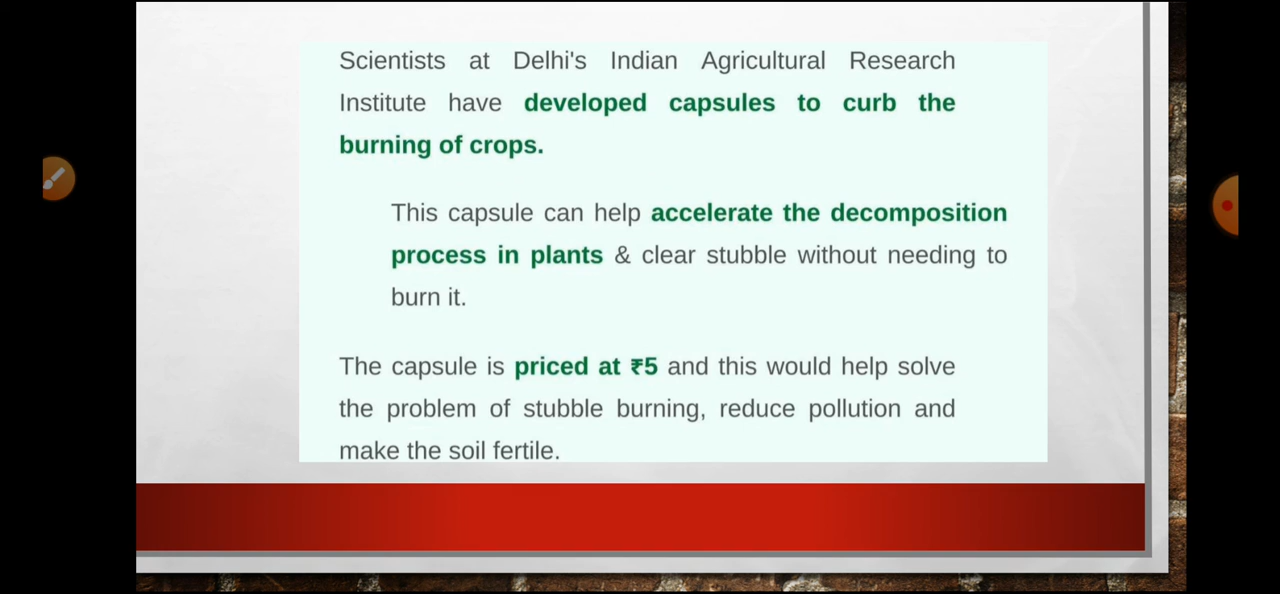 Scientists at Delhi's Indian Agricultural Research
Institute have developed capsules to curb the
burning of crops.
This capsule can help accelerate the decomposition
process in plants & clear stubble without needing to
burn it.
The capsule is priced at ₹5 and this would help solve
the problem of stubble burning, reduce pollution and
make the soil fertile.